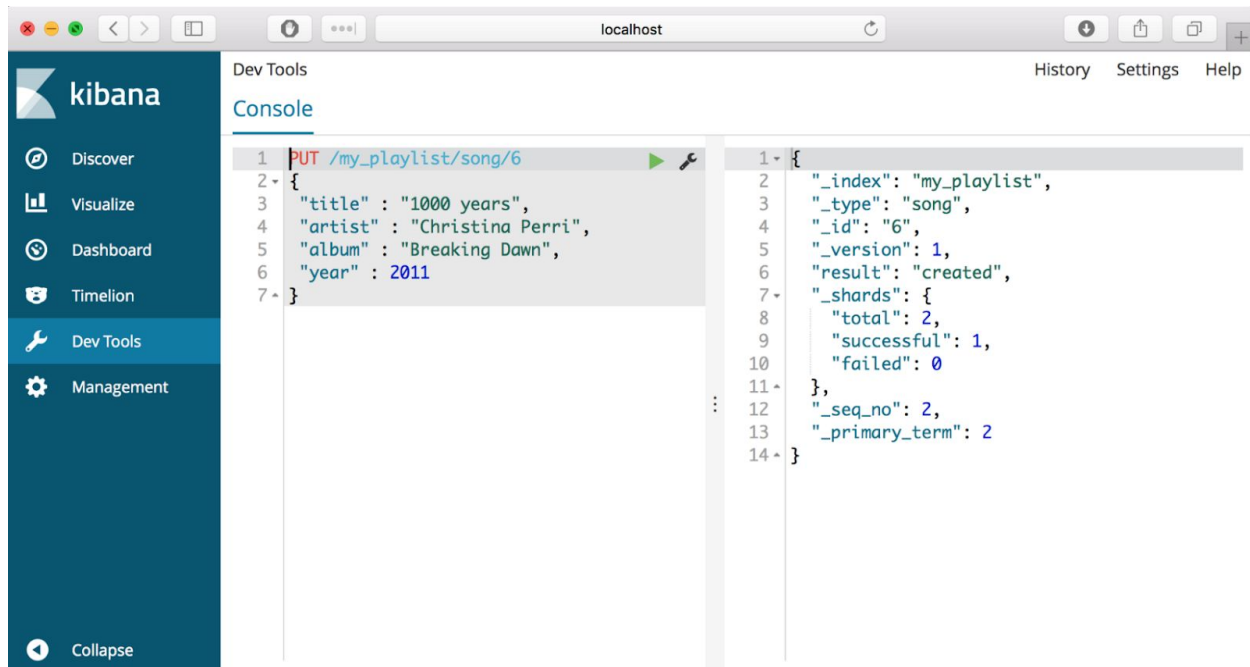 localhost
kibana
Discover
Visualize
Dashboard
Timelion
Dev Tools
Management
Collapse
Dev Tools
History Settings Help
Console
1 PUT /my_playlist/song/6
2 {
3 "title" : "1000 years",
4 "artist" : "Christina Perri",
5 "album" : "Breaking Dawn",
6 "year" : 2011
7 }
1 {
2 "_index": "my_playlist",
3 "_type": "song",
4 "_id": "6",
5 "_version": 1,
6 "result": "created",
7 "_shards": {
8 "total": 2,
9 "successful": 1,
10 "failed": 0
11 },
12 "_seq_no": 2,
13 "_primary_term": 2
14 }